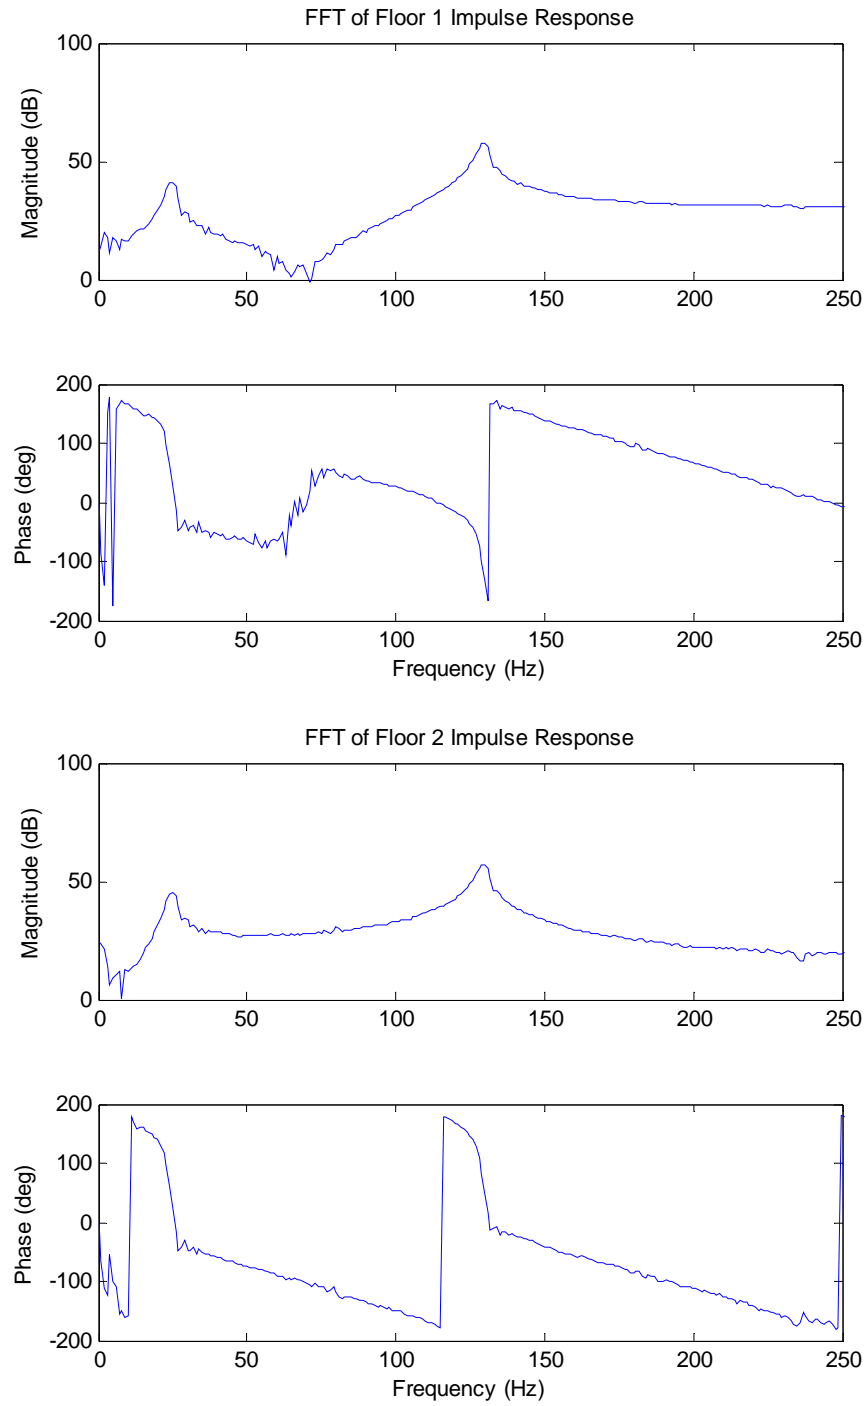 FFT of Floor 1 Impulse Response
100
50
0
Magnitude (dB)
0 50 100 150 200 250
200
100
0
-100
-200
Phase (deg)
0 50 100 150 200 250
Frequency (Hz)
FFT of Floor 2 Impulse Response
100
50
0
Magnitude (dB)
0 50 100 150 200 250
200
100
0
-100
-200
Phase (deg)
0 50 100 150 200 250
Frequency (Hz)